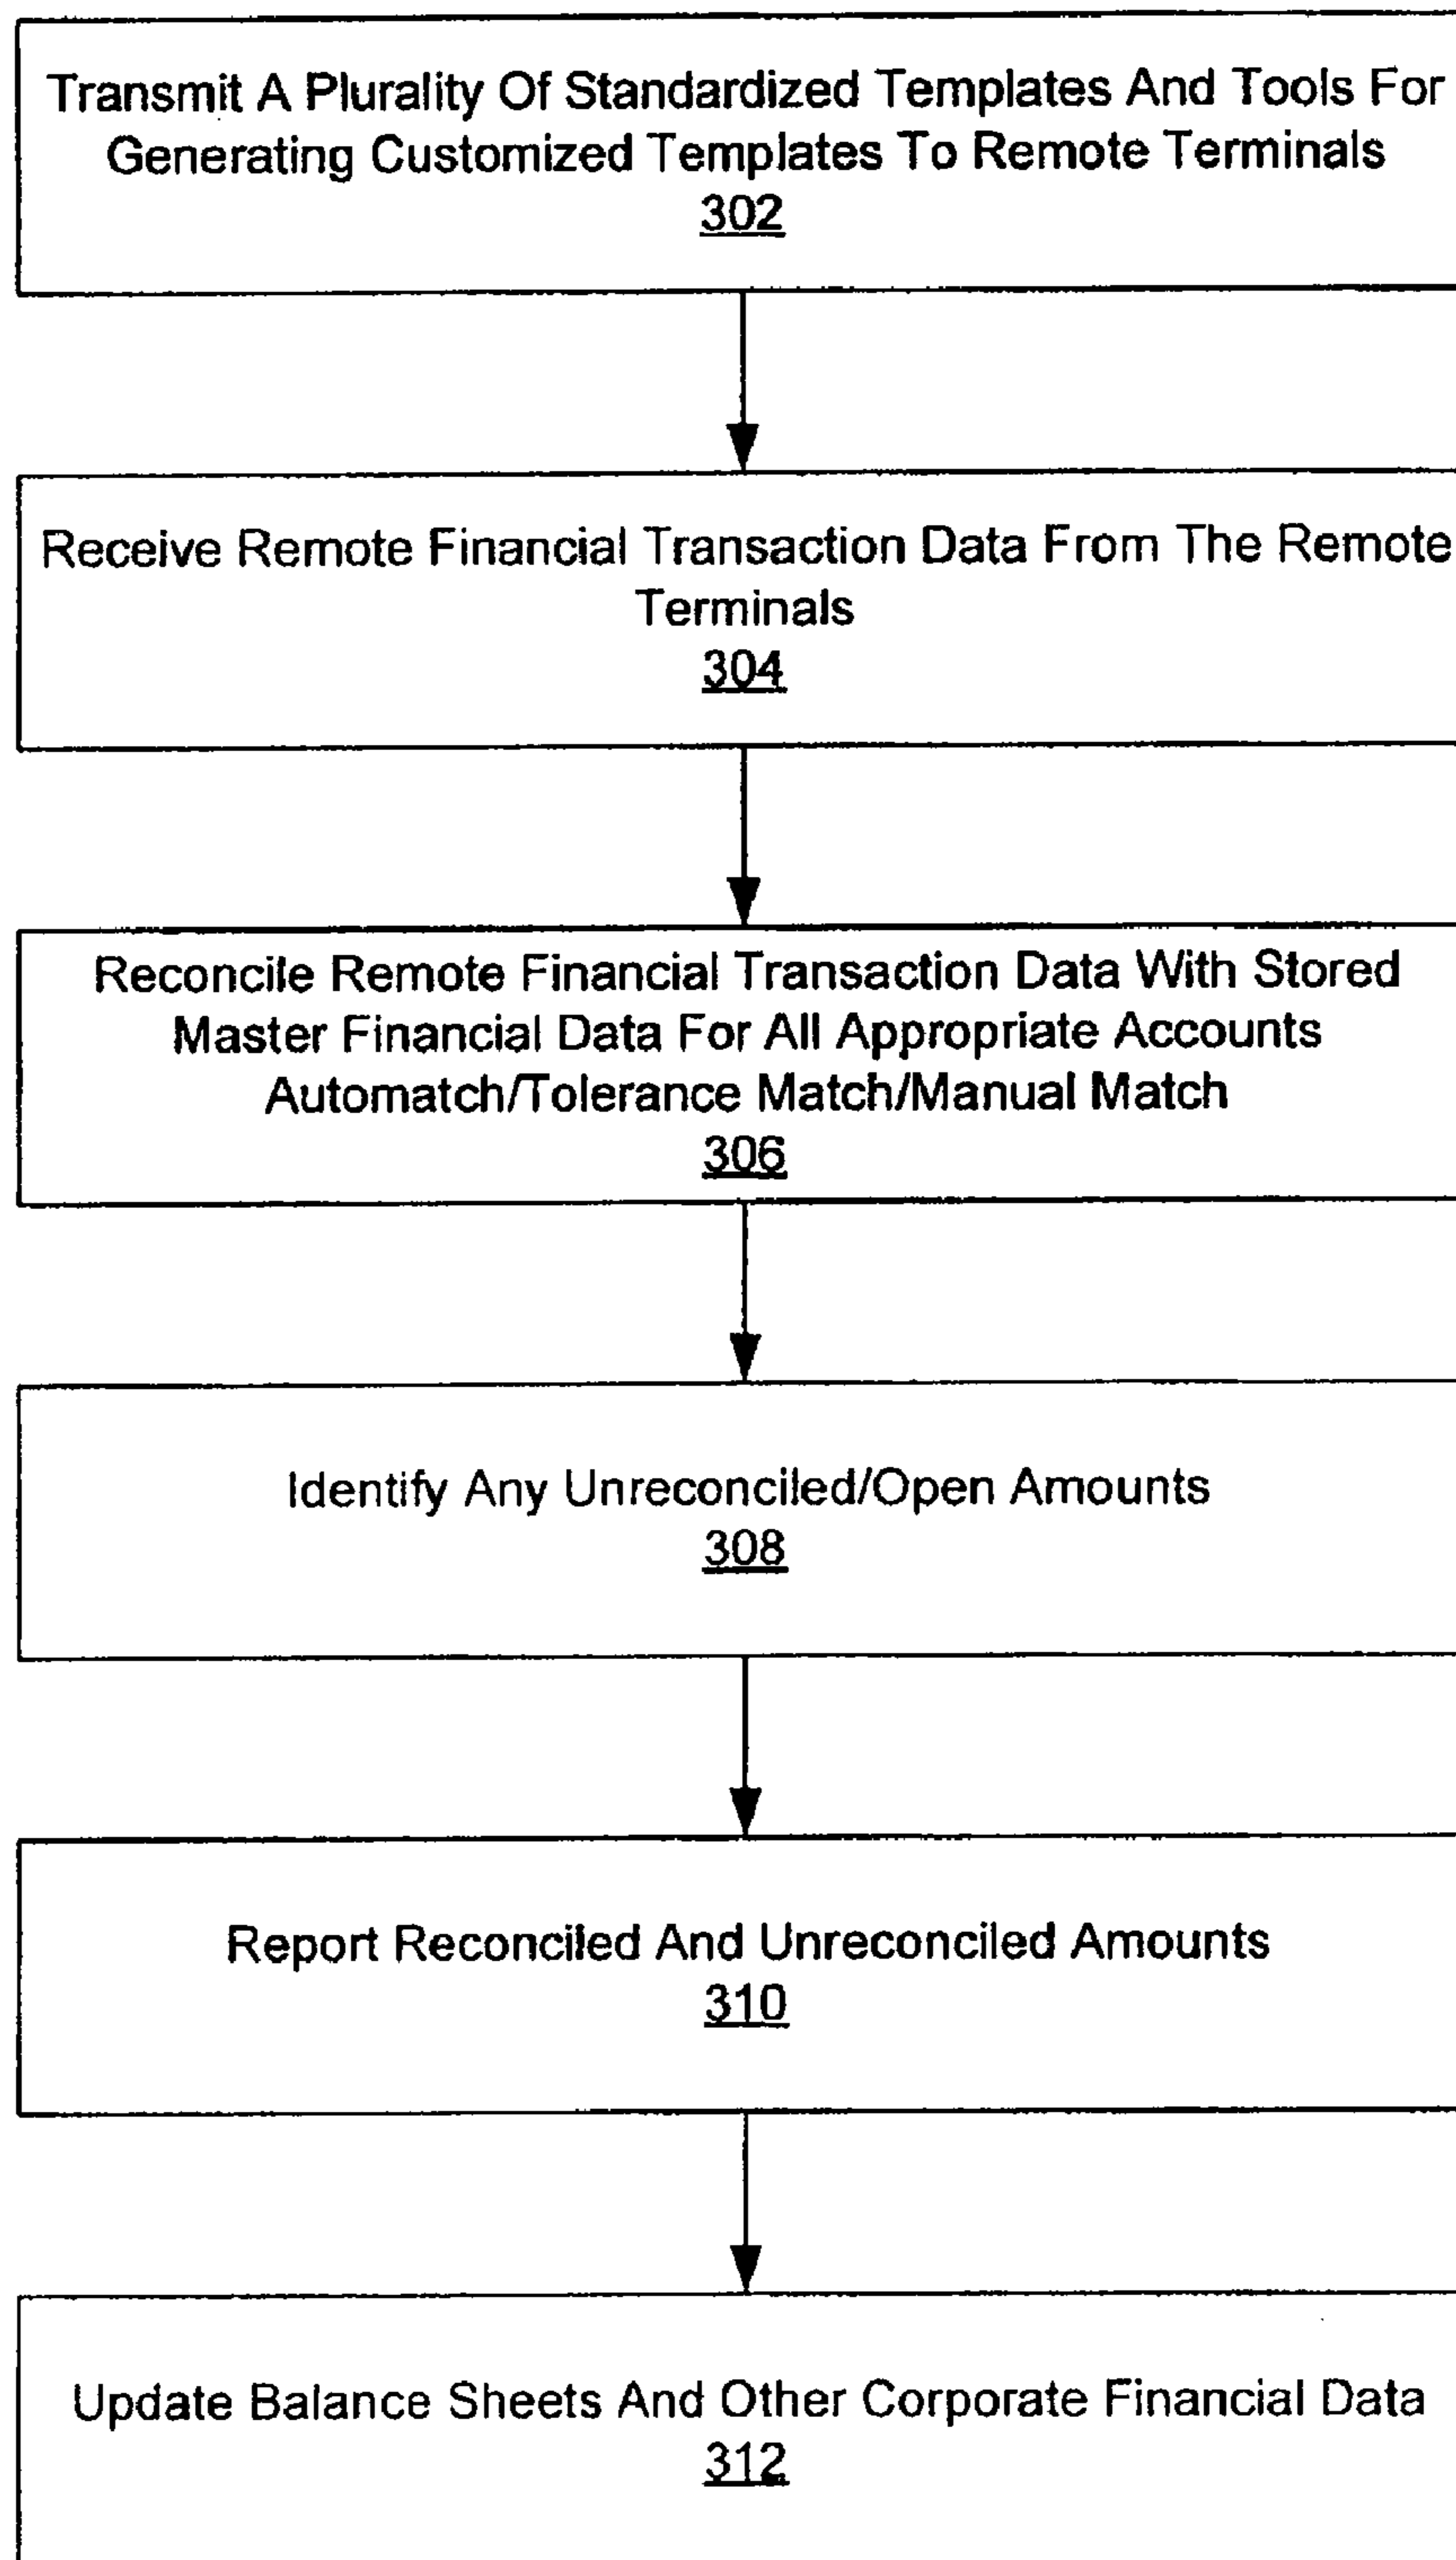 Transmit A Plurality Of Standardized Templates And Tools For
Generating Customized Templates To Remote Terminals
302
Receive Remote Financial Transaction Data From The Remote
Terminals
304
Reconcile Remote Financial Transaction Data With Stored
Master Financial Data For All Appropriate Accounts
Automatch/Tolerance Match/Manual Match
306
Identify Any Unreconciled/Open Amounts
308
Report Reconciled And Unreconciled Amounts
310
Update Balance Sheets And Other Corporate Financial Data
312